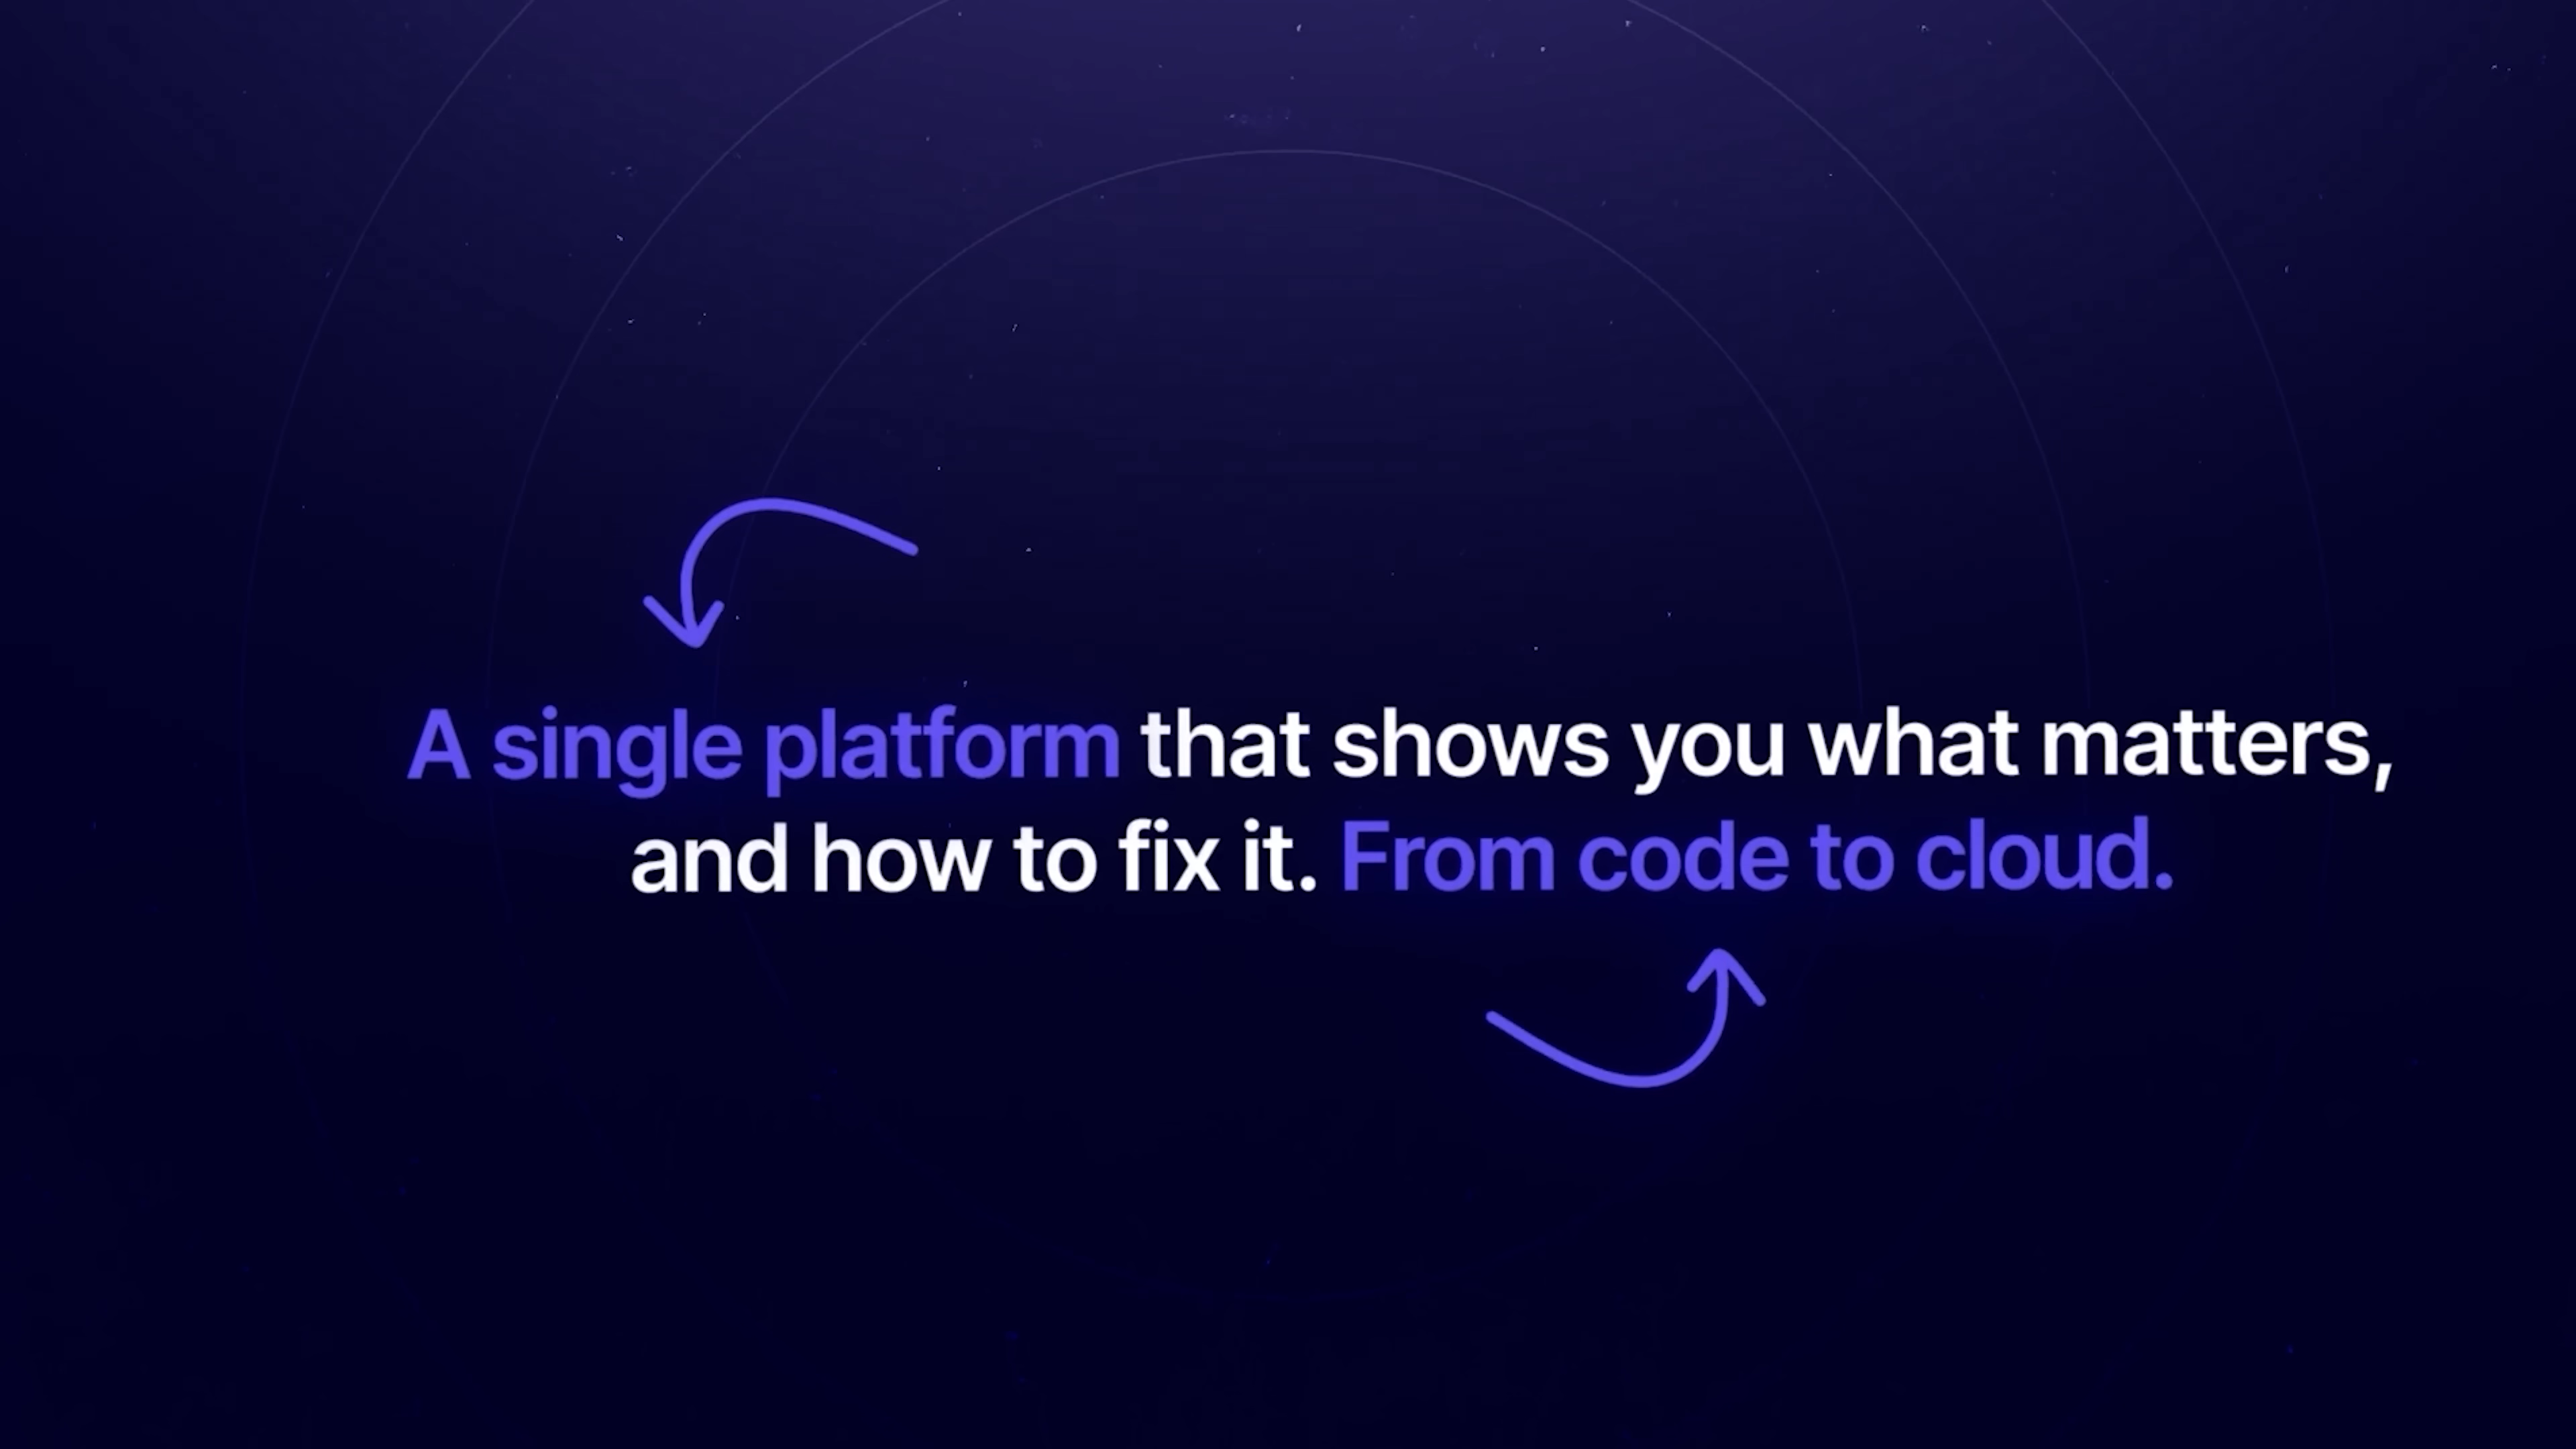 A single platform that shows you what matters,
and how to fix it. From code to cloud.